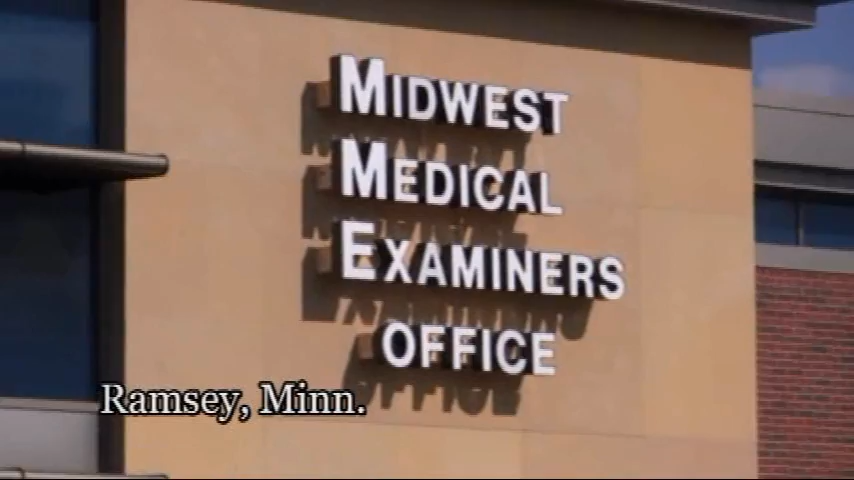 MIDWEST
MEDICAL
EXAMINERS
OFFICE
Ramsey, Minn.